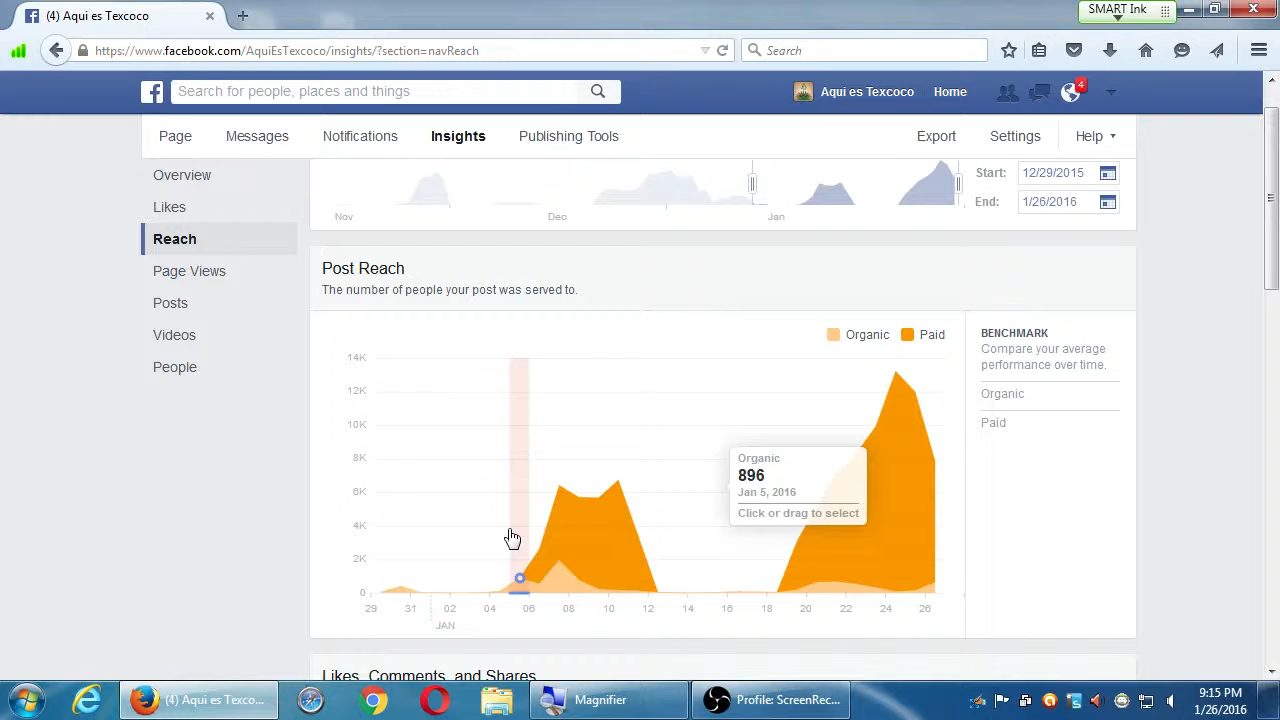 (4) Aqui es Texcoco
SMART Ink
https://www.facebook.com/AquiEsTexcoco/insights/?section=navReach
Search
Search for people, places and things
Aqui es Texcoco
Home
4
Page
Messages
Notifications
Insights
Publishing Tools
Export
Settings
Help
Overview
Likes
Reach
Page Views
Posts
Videos
People
Nov
Dec
Jan
Start: 12/29/2015
End: 1/26/2016
Post Reach
The number of people your post was served to.
Organic
Paid
14K
12K
10K
8K
6K
4K
2K
0
29 31 02 04 06 08 10 12 14 16 18 20 22 24 26
JAN
Organic
896
Jan 5, 2016
Click or drag to select
BENCHMARK
Compare your average
performance over time.
Organic
Paid
Likes, Comments, and Shares
(4) Aqui es Texco...
Magnifier
Profile: ScreenRec...
9:15 PM
1/26/2016